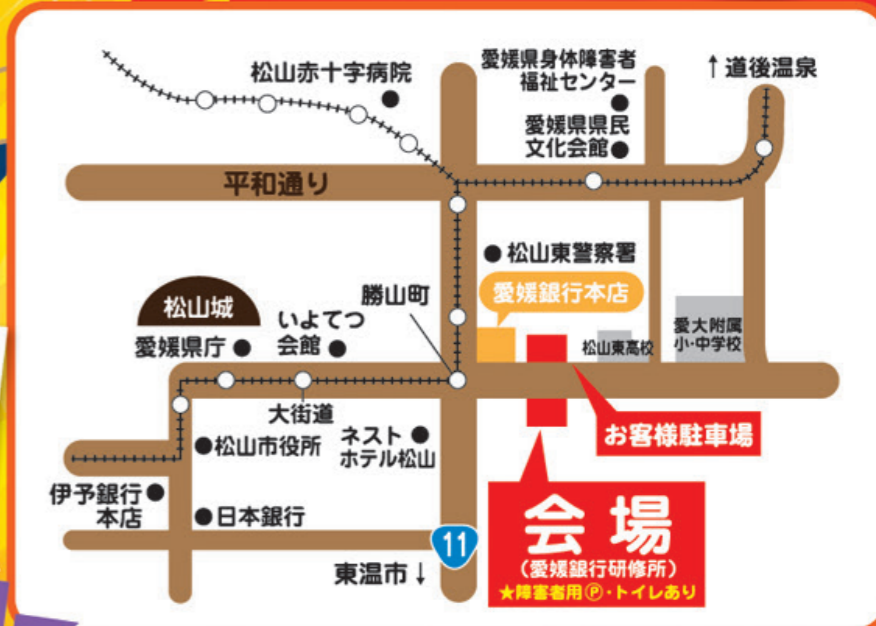 松山赤十字病院
愛媛県身体障害者
福祉センター
↑道後温泉
愛媛県県民
文化会館
平和通り
松山東警察署
愛媛銀行本店
勝山町
松山城
いよてつ
会館
愛媛県庁
松山東高校
愛大附属
小・中学校
大街道
お客様駐車場
松山市役所
ネスト
ホテル松山
伊予銀行
本店
日本銀行
11
東温市↓
会場
(愛媛銀行研修所)
★障害者用Ⓟ・トイレあり